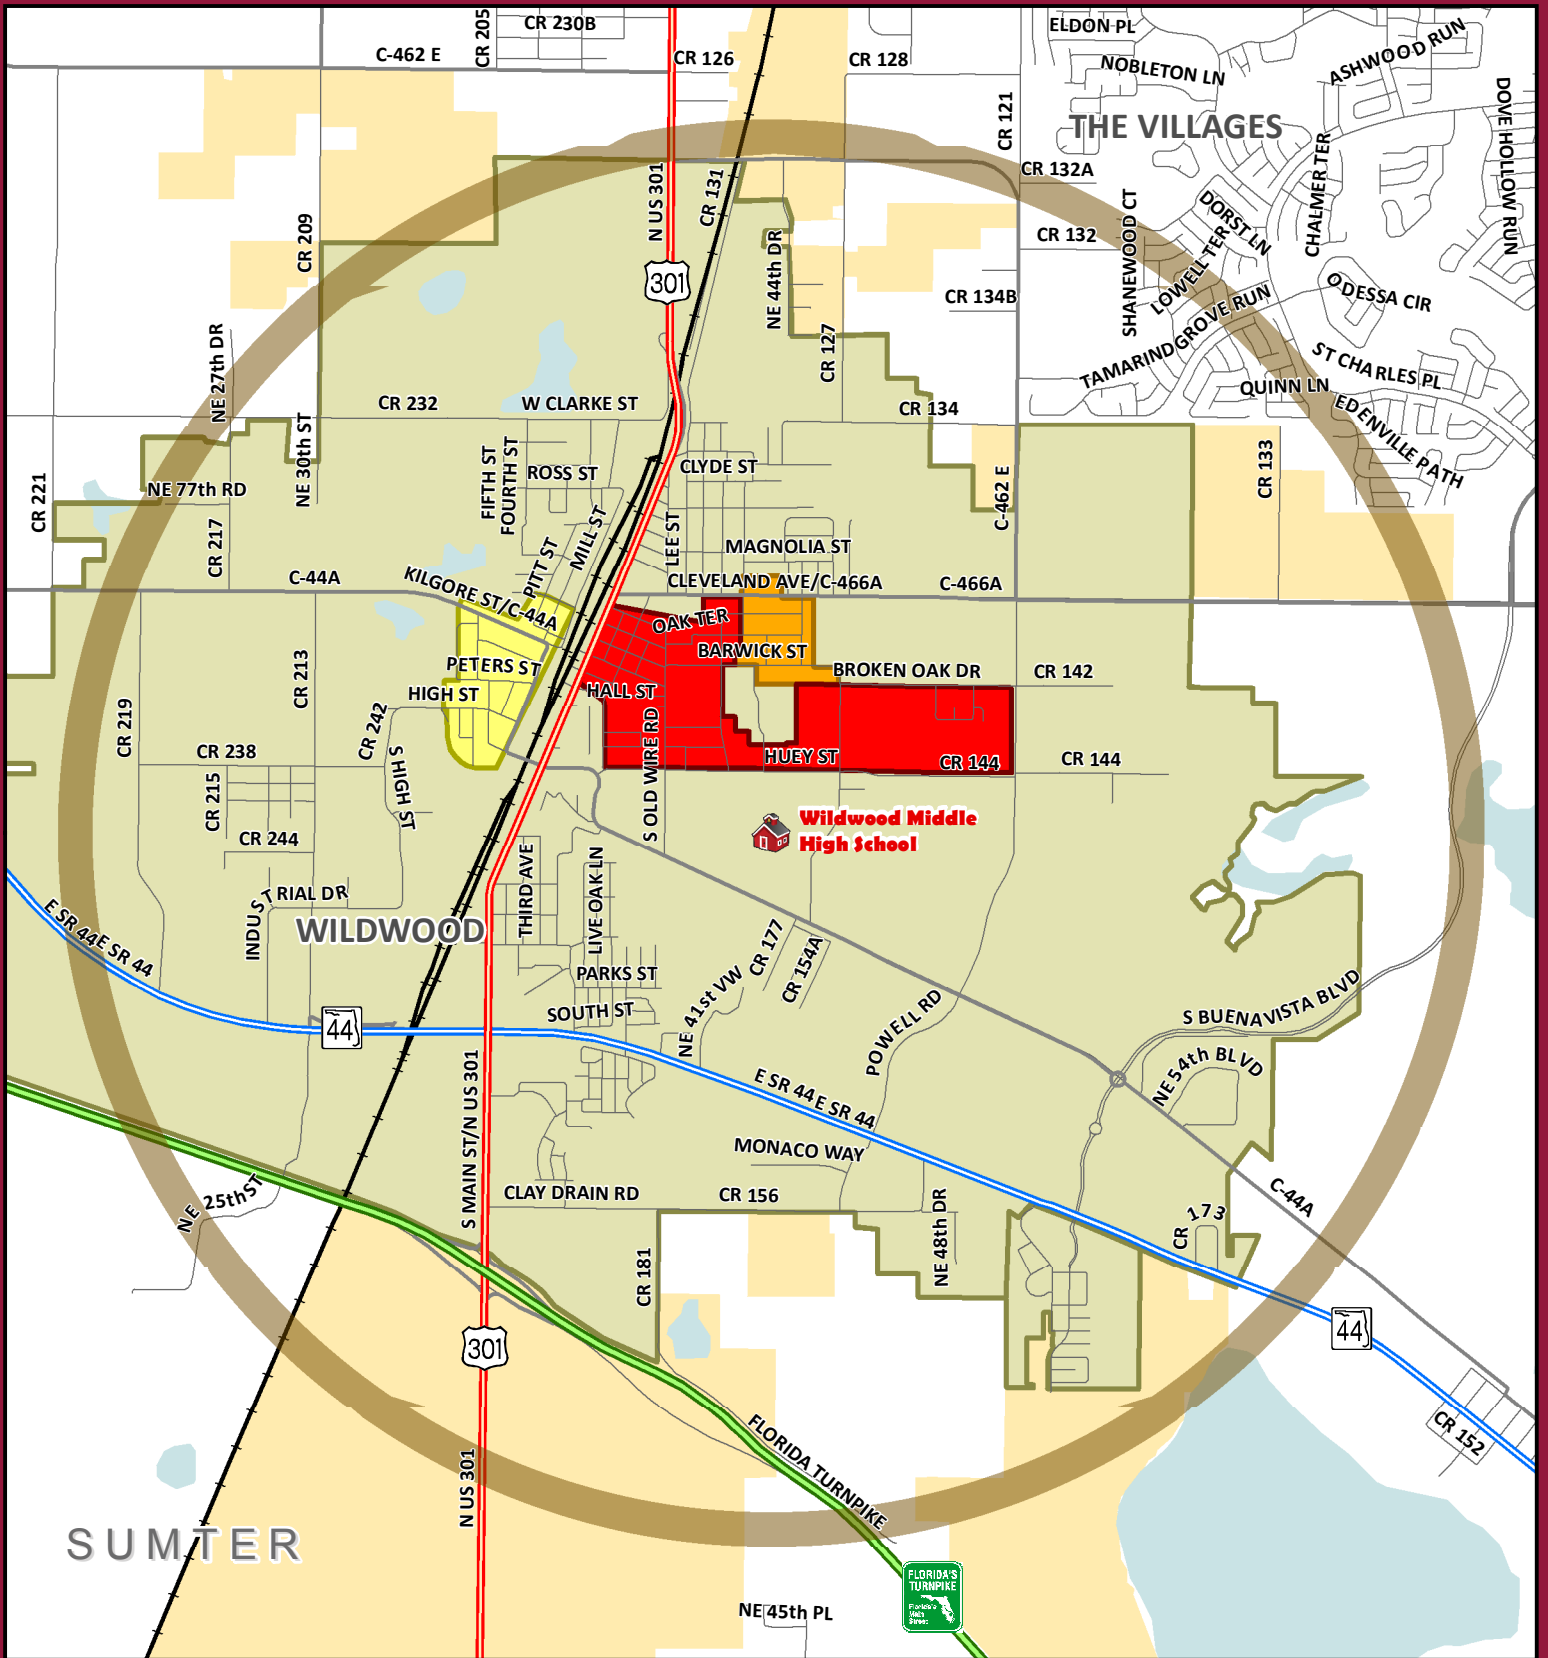 CR 205
CR 230B
C-462 E
CR 126
CR 128
ELDON PL
NOBLETON LN
ASHWOOD RUN
DOVE HOLLOW RUN
CR 121
THE VILLAGES
CR 132A
CHALMER TER
SHANEWOOD CT
DORST LN
LOWELL TER
CR 132
N US 301
CR 131
CR 209
301
NE 44th DR
CR 134B
ODESSA CIR
TAMARIND GROVE RUN
CR 127
NE 27th DR
ST CHARLES PL
QUINN LN
EDENVILLE PATH
CR 232
W CLARKE ST
CR 134
NE 30th ST
FIFTH ST
FOURTH ST
ROSS ST
CLYDE ST
CR 133
C-462 E
CR 221
NE 77th RD
CR 217
MILL ST
PITT ST
LEE ST
MAGNOLIA ST
C-44A
KILGORE ST/C-44A
CLEVELAND AVE/C-466A
C-466A
OAK TER
BARWICK ST
PETERS ST
BROKEN OAK DR
CR 142
CR 213
HIGH ST
HALL ST
CR 219
CR 242
CR 238
S HIGH ST
S OLD WIRE RD
HUEY ST
CR 144
CR 144
CR 215
Wildwood Middle
High School
CR 244
THIRD AVE
LIVE OAK LN
INDUSTRIAL DR
WILDWOOD
E SR 44
E SR 44
CR 177
CR 154A
PARKS ST
NE 41st VW
SOUTH ST
44
POWELL RD
S BUENAVISTA BLVD
NE 54th BLVD
S MAIN ST/N US 301
E SR 44
E SR 44
MONACO WAY
NE 25th ST
CLAY DRAIN RD
CR 156
C-44A
CR 173
NE 48th DR
CR 181
44
301
FLORIDA TURNPIKE
CR 152
N US 301
SUMTER
FLORIDA'S
TURNPIKE
Florida's
Main
Street
NE 45th PL